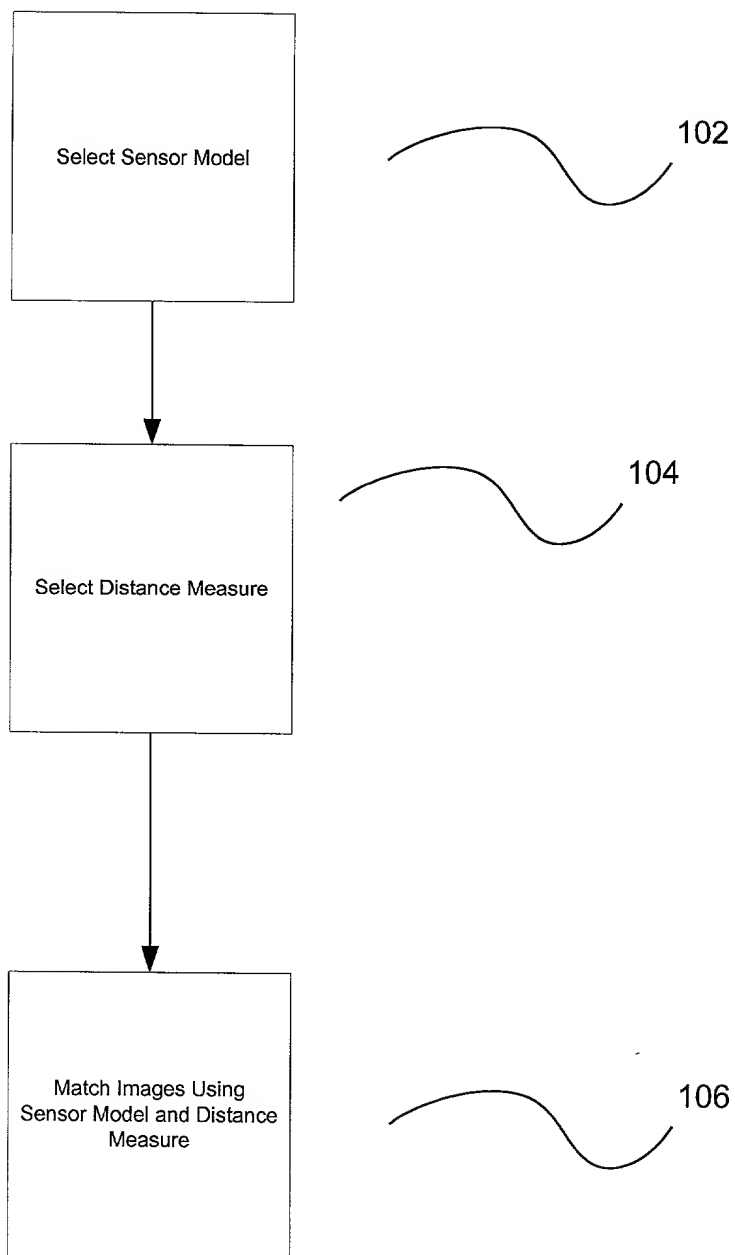 Select Sensor Model
102
Select Distance Measure
104
Match Images Using
Sensor Model and Distance
Measure
106